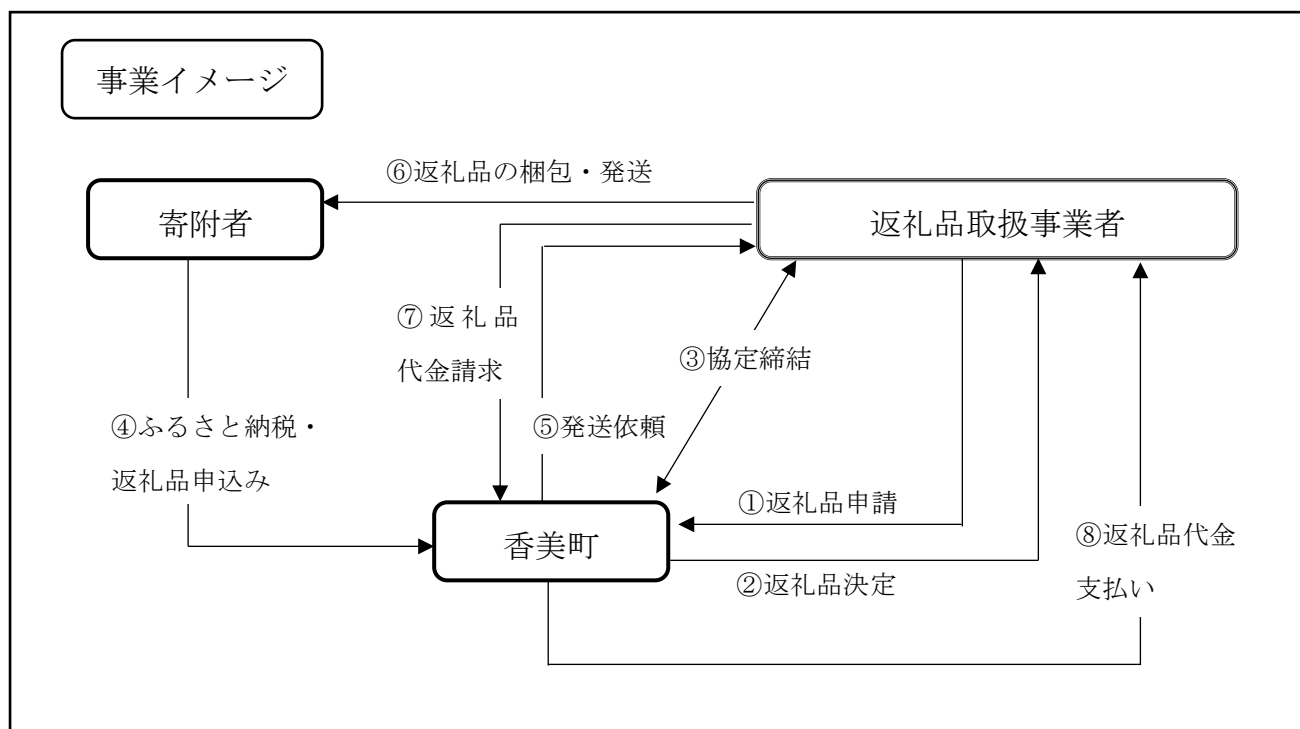 事業イメージ
⑥返礼品の梱包・発送
寄附者
返礼品取扱事業者
⑦返礼品
代金請求
③協定締結
④ふるさと納税・
返礼品申込み
⑤発送依頼
①返礼品申請
香美町
②返礼品決定
⑧返礼品代金
支払い